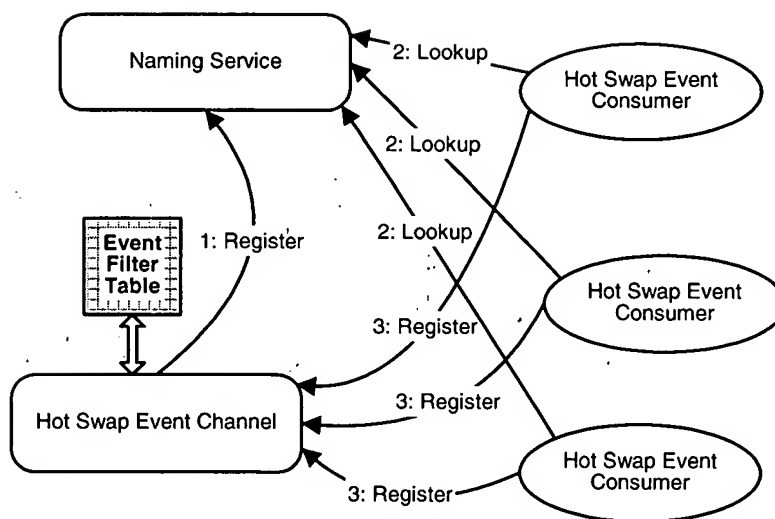 Naming Service
2: Lookup
Hot Swap Event
Consumer
2: Lookup
Event
Filter
Table
1: Register
2: Lookup
Hot Swap Event
Consumer
3: Register
Hot Swap Event Channel
3: Register
Hot Swap Event
Consumer
3: Register